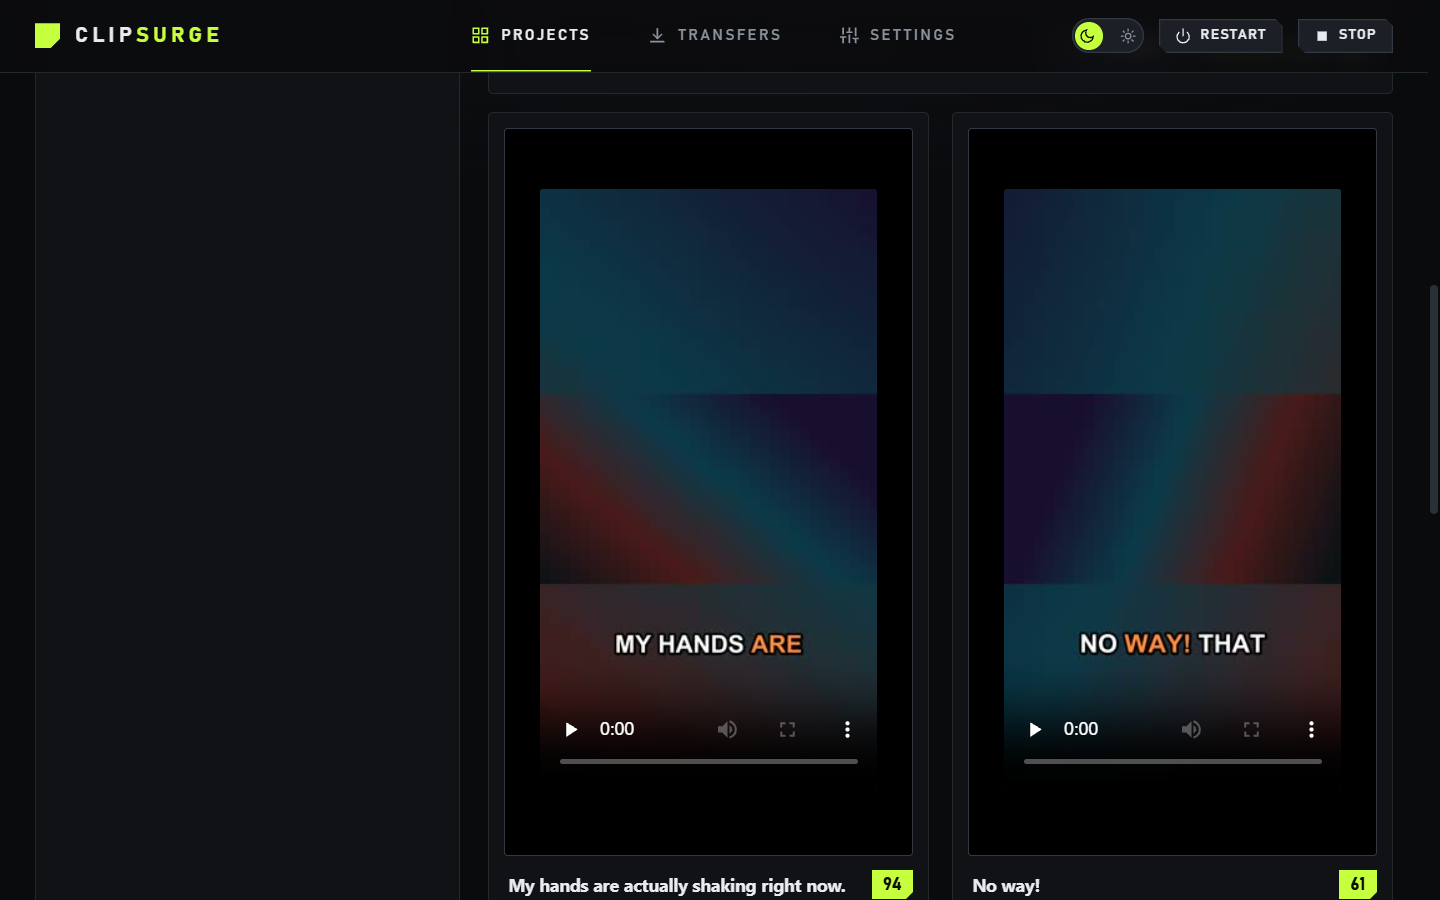 CLIPSURGE
PROJECTS
TRANSFERS
SETTINGS
RESTART
STOP
MY HANDS ARE
0:00
NO WAY! THAT
0:00
My hands are actually shaking right now.
94
No way!
61